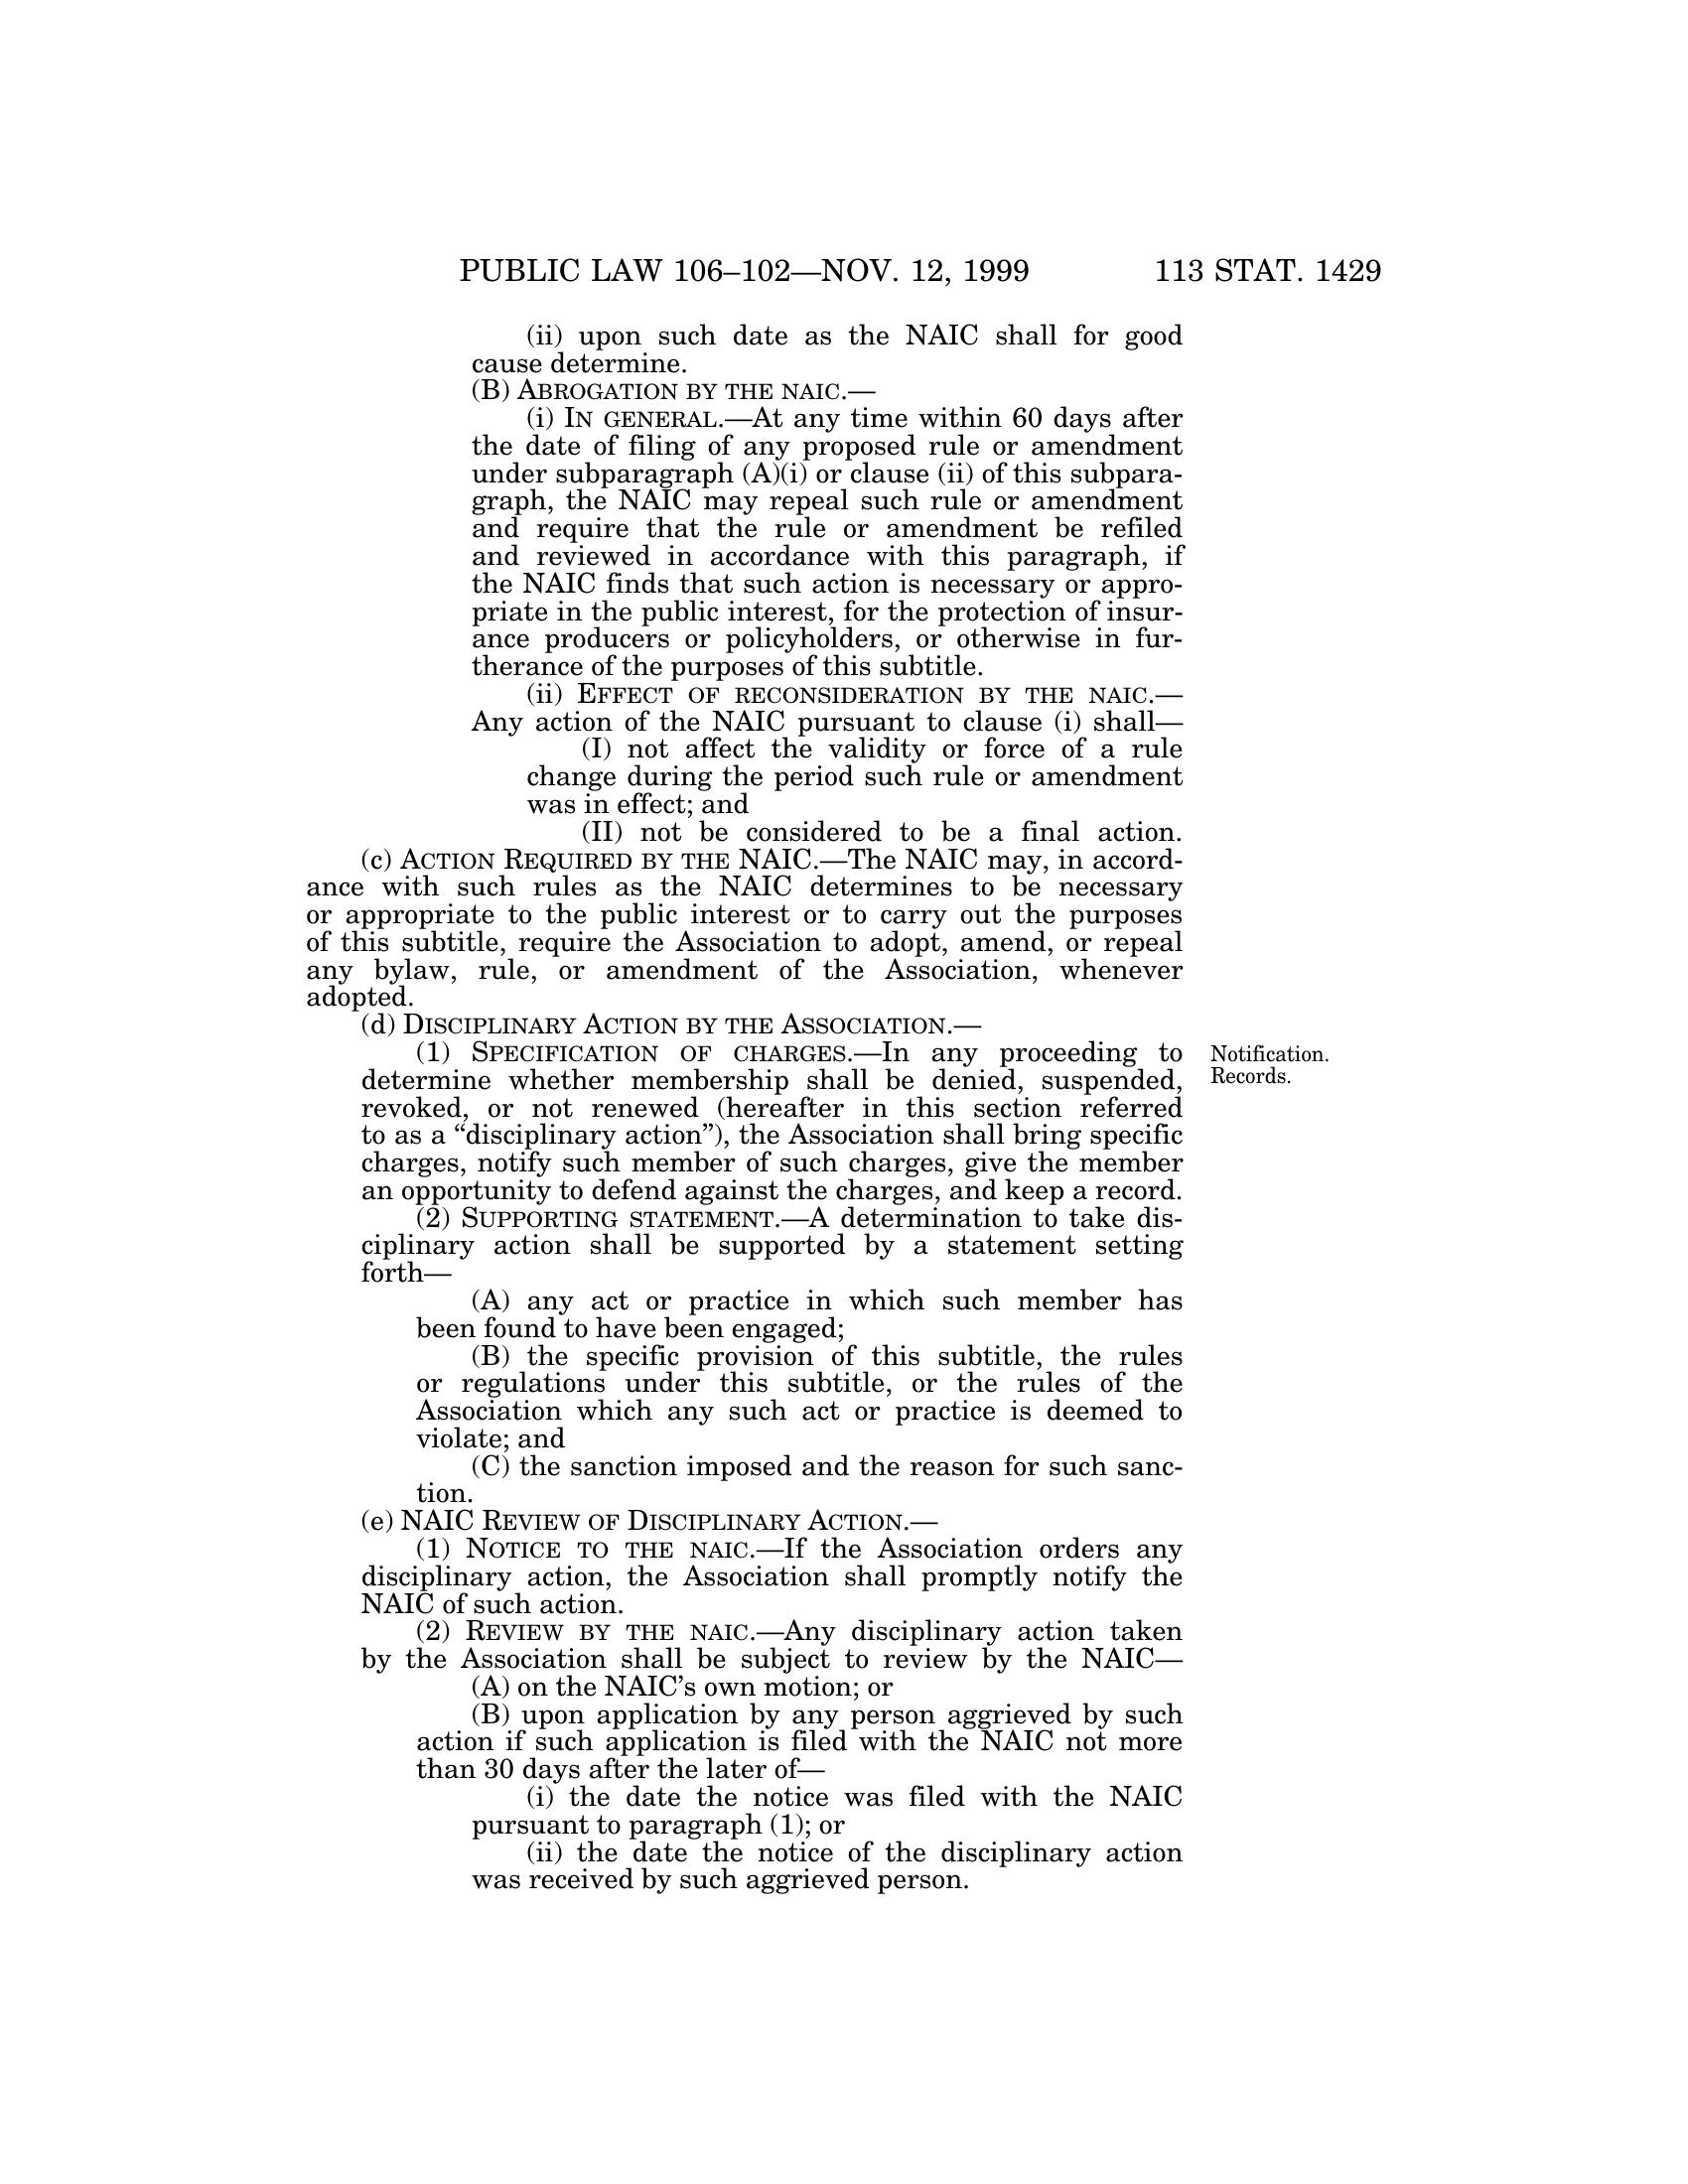 PUBLIC LAW 106–102—NOV. 12, 1999 113 STAT. 1429
(ii) upon such date as the NAIC shall for good
cause determine.
(B) ABROGATION BY THE NAIC.—
(i) IN GENERAL.—At any time within 60 days after
the date of filing of any proposed rule or amendment
under subparagraph (A)(i) or clause (ii) of this subpara-
graph, the NAIC may repeal such rule or amendment
and require that the rule or amendment be refiled
and reviewed in accordance with this paragraph, if
the NAIC finds that such action is necessary or appro-
priate in the public interest, for the protection of insur-
ance producers or policyholders, or otherwise in fur-
therance of the purposes of this subtitle.
(ii) EFFECT OF RECONSIDERATION BY THE NAIC.—
Any action of the NAIC pursuant to clause (i) shall—
(I) not affect the validity or force of a rule
change during the period such rule or amendment
was in effect; and
(II) not be considered to be a final action.
(c) ACTION REQUIRED BY THE NAIC.—The NAIC may, in accord-
ance with such rules as the NAIC determines to be necessary
or appropriate to the public interest or to carry out the purposes
of this subtitle, require the Association to adopt, amend, or repeal
any bylaw, rule, or amendment of the Association, whenever
adopted.
(d) DISCIPLINARY ACTION BY THE ASSOCIATION.—
(1) SPECIFICATION OF CHARGES.—In any proceeding to
determine whether membership shall be denied, suspended,
revoked, or not renewed (hereafter in this section referred
to as a “disciplinary action”), the Association shall bring specific
charges, notify such member of such charges, give the member
an opportunity to defend against the charges, and keep a record.
Notification.
Records.
(2) SUPPORTING STATEMENT.—A determination to take dis-
ciplinary action shall be supported by a statement setting
forth—
(A) any act or practice in which such member has
been found to have been engaged;
(B) the specific provision of this subtitle, the rules
or regulations under this subtitle, or the rules of the
Association which any such act or practice is deemed to
violate; and
(C) the sanction imposed and the reason for such sanc-
tion.
(e) NAIC REVIEW OF DISCIPLINARY ACTION.—
(1) NOTICE TO THE NAIC.—If the Association orders any
disciplinary action, the Association shall promptly notify the
NAIC of such action.
(2) REVIEW BY THE NAIC.—Any disciplinary action taken
by the Association shall be subject to review by the NAIC—
(A) on the NAIC’s own motion; or
(B) upon application by any person aggrieved by such
action if such application is filed with the NAIC not more
than 30 days after the later of—
(i) the date the notice was filed with the NAIC
pursuant to paragraph (1); or
(ii) the date the notice of the disciplinary action
was received by such aggrieved person.